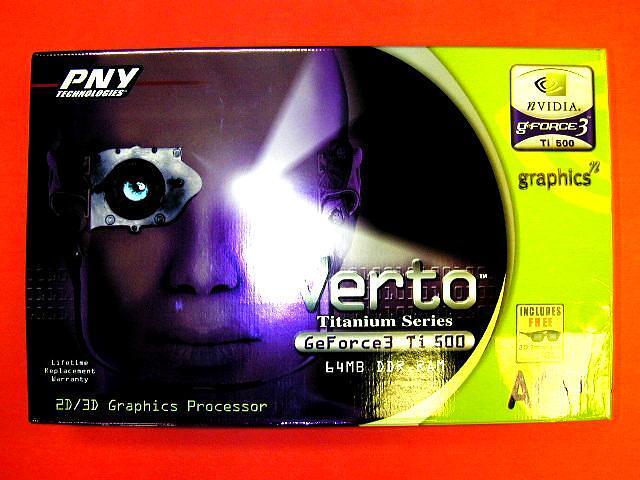 PNY
TECHNOLOGIES
nVIDIA.
GEFORCE3
Ti 500
graphics
Verto™
Titanium Series
GeForce3 Ti 500
64MB DDR RAM
INCLUDES
FREE
Lifetime
Replacement
Warranty
2D/3D Graphics Processor
A